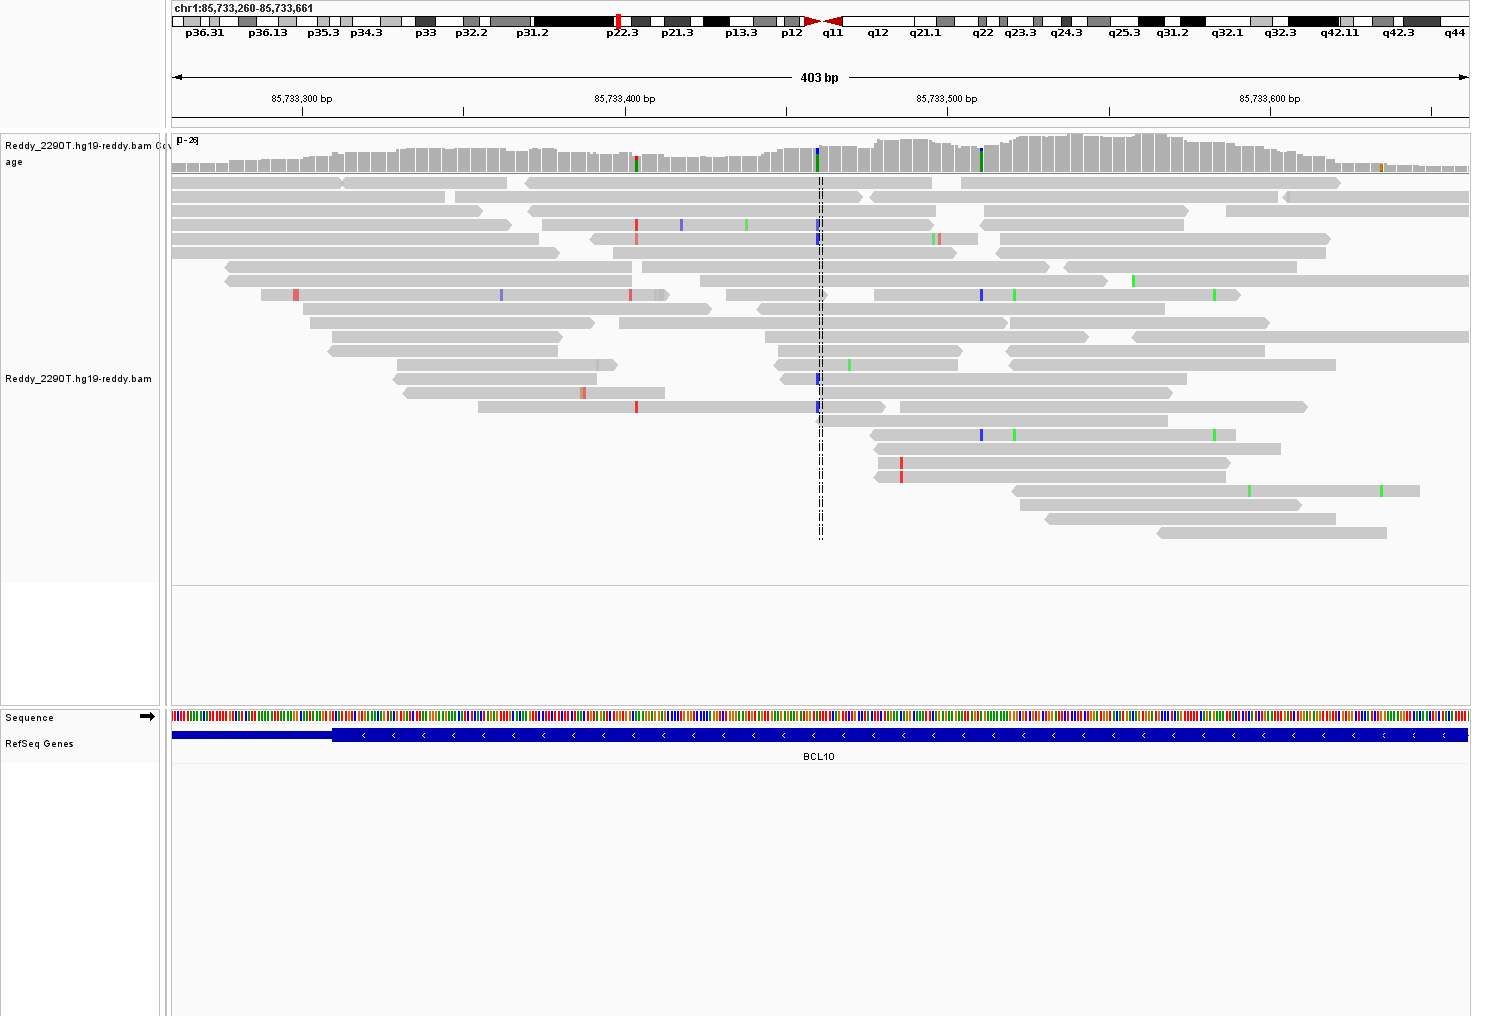 chr1:85,733,260-85,733,661
p36.31 p36.13 p35.3 p34.3 p33 p32.2 p31.2 p22.3 p21.3 p13.3 p12 q11 q12 q21.1 q22 q23.3 q24.3 q25.3 q31.2 q32.1 q32.3 q42.11 q42.3 q44
403 bp
85,733,300 bp 85,733,400 bp 85,733,500 bp 85,733,600 bp
Reddy_2290T.hg19-reddy.bam Cov
age
[0-26]
Reddy_2290T.hg19-reddy.bam
Sequence
RefSeq Genes
BCL10